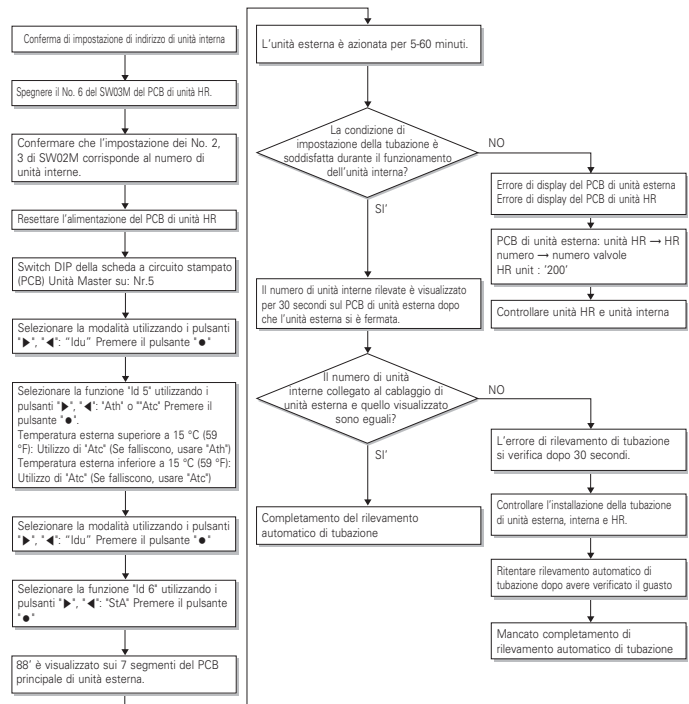 Conferma di impostazione di indirizzo di unità interna
Spegnere il No. 6 del SW03M del PCB di unità HR.
Confermare che l'impostazione dei No. 2,
3 di SW02M corrisponde al numero di
unità interne.
Resettare l'alimentazione del PCB di unità HR
Switch DIP della scheda a circuito stampato
(PCB) Unità Master su: Nr.5
Selezionare la modalità utilizzando i pulsanti
"▶", "◀": "Idu" Premere il pulsante "●"
Selezionare la funzione "Id 5" utilizzando i
pulsanti "▶", "◀": "Ath" o ""Atc" Premere il
pulsante "●".
Temperatura esterna superiore a 15 °C (59
°F): Utilizzo di "Atc" (Se falliscono, usare "Ath")
Temperatura esterna inferiore a 15 °C (59 °F):
Utilizzo di "Atc" (Se falliscono, usare "Atc")
Selezionare la modalità utilizzando i pulsanti
"▶", "◀": "Idu" Premere il pulsante "●"
Selezionare la funzione "Id 6" utilizzando i
pulsanti "▶", "◀": "StA" Premere il pulsante
"●"
88' è visualizzato sui 7 segmenti del PCB
principale di unità esterna.
L'unità esterna è azionata per 5-60 minuti.
La condizione di
impostazione della tubazione è
soddisfatta durante il funzionamento
dell'unità interna?
NO
SI'
Errore di display del PCB di unità esterna
Errore di display del PCB di unità HR
PCB di unità esterna: unità HR → HR
numero → numero valvole
HR unit : '200'
Controllare unità HR e unità interna
Il numero di unità interne rilevate è visualizzato
per 30 secondi sul PCB di unità esterna dopo
che l'unità esterna si è fermata.
Il numero di unità
interne collegato al cablaggio di
unità esterna e quello visualizzato
sono eguali?
NO
SI'
L'errore di rilevamento di tubazione
si verifica dopo 30 secondi.
Controllare l'installazione della tubazione
di unità esterna, interna e HR.
Ritentare rilevamento automatico di
tubazione dopo avere verificato il guasto
Mancato completamento di
rilevamento automatico di tubazione
Completamento del rilevamento
automatico di tubazione